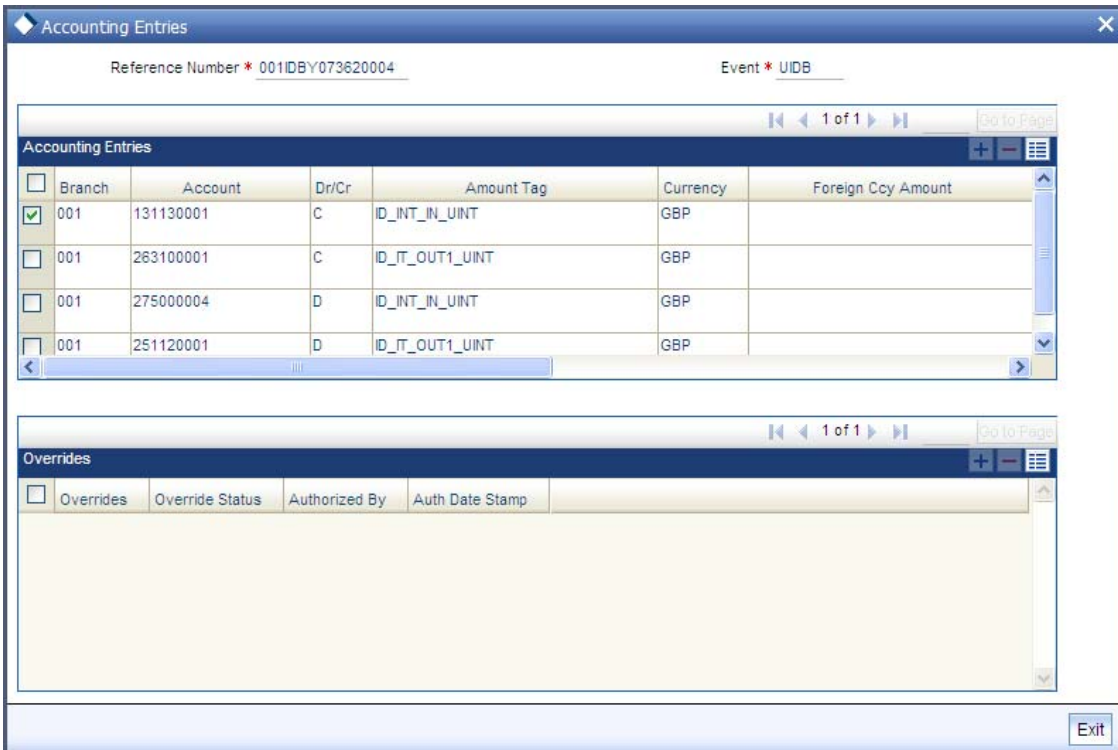 Accounting Entries
Reference Number * 001IDBY073620004 Event * UIDB
1 of 1 Go to Page
Accounting Entries
Branch Account Dr/Cr Amount Tag Currency Foreign Ccy Amount
001 131130001 C ID_INT_IN_UINT GBP
001 263100001 C ID_IT_OUT1_UINT GBP
001 275000004 D ID_INT_IN_UINT GBP
001 251120001 D ID_IT_OUT1_UINT GBP
1 of 1 Go to Page
Overrides
Overrides Override Status Authorized By Auth Date Stamp
Exit